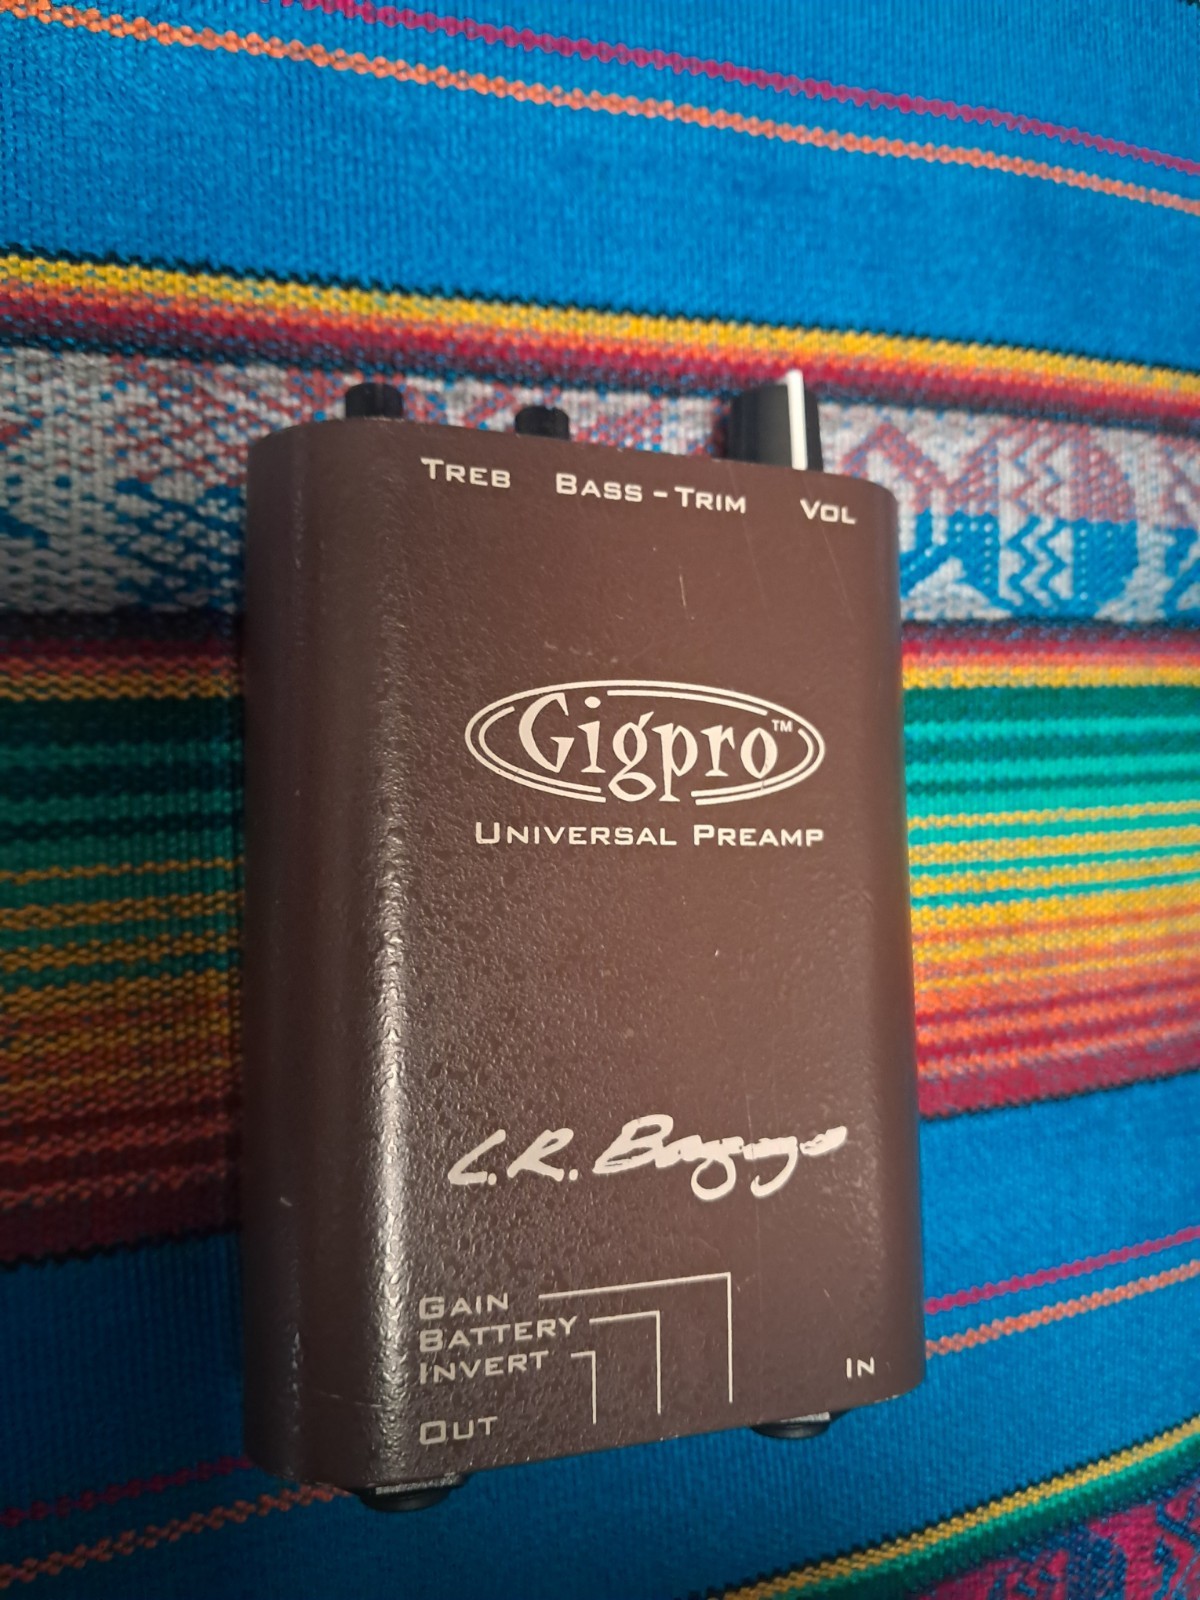 TREB BASS - TRIM VOL
Gigpro™
UNIVERSAL PREAMP
L.R. Baggs
GAIN
BATTERY
INVERT
IN
OUT